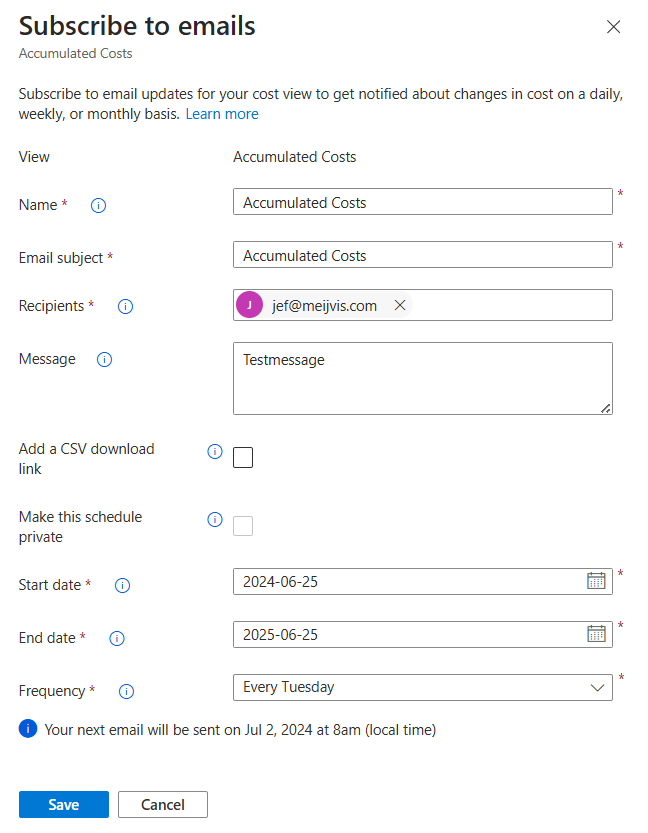 Subscribe to emails
Accumulated Costs
Subscribe to email updates for your cost view to get notified about changes in cost on a daily,
weekly, or monthly basis. Learn more
View Accumulated Costs
Name * Accumulated Costs *
Email subject * Accumulated Costs *
Recipients * J jef@meijvis.com
Message Testmessage
Add a CSV download
link
Make this schedule
private
Start date * 2024-06-25 *
End date * 2025-06-25 *
Frequency * Every Tuesday *
Your next email will be sent on Jul 2, 2024 at 8am (local time)
Save Cancel